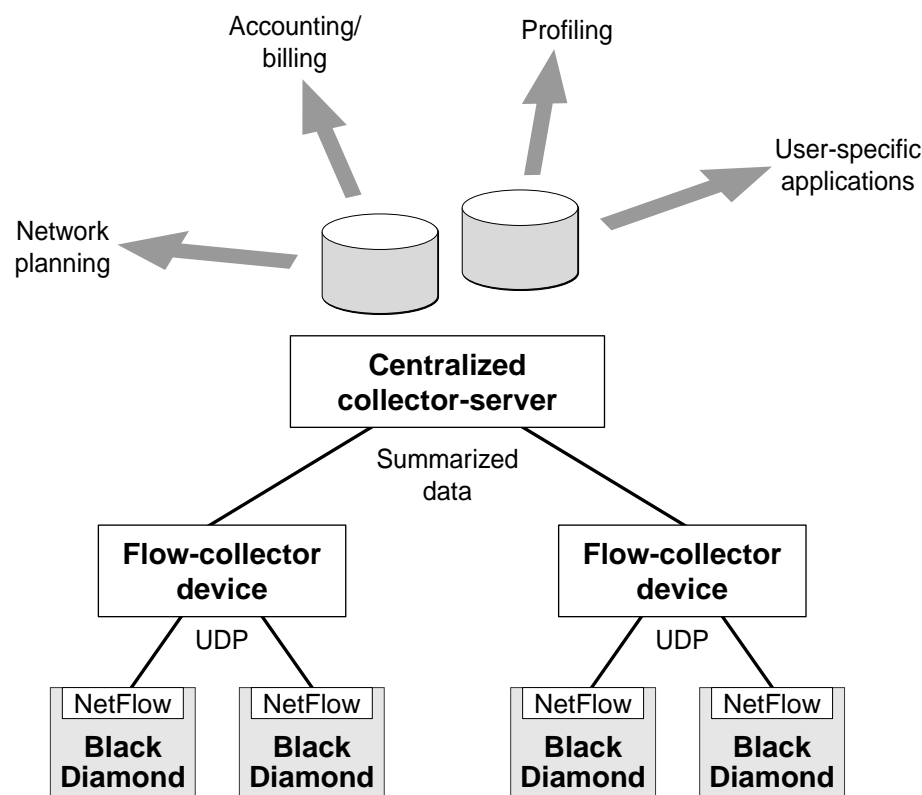 Accounting/
billing
Profiling
User-specific
applications
Network
planning
Centralized
collector-server
Summarized
data
Flow-collector
device
Flow-collector
device
UDP
UDP
NetFlow
NetFlow
NetFlow
NetFlow
Black
Diamond
Black
Diamond
Black
Diamond
Black
Diamond